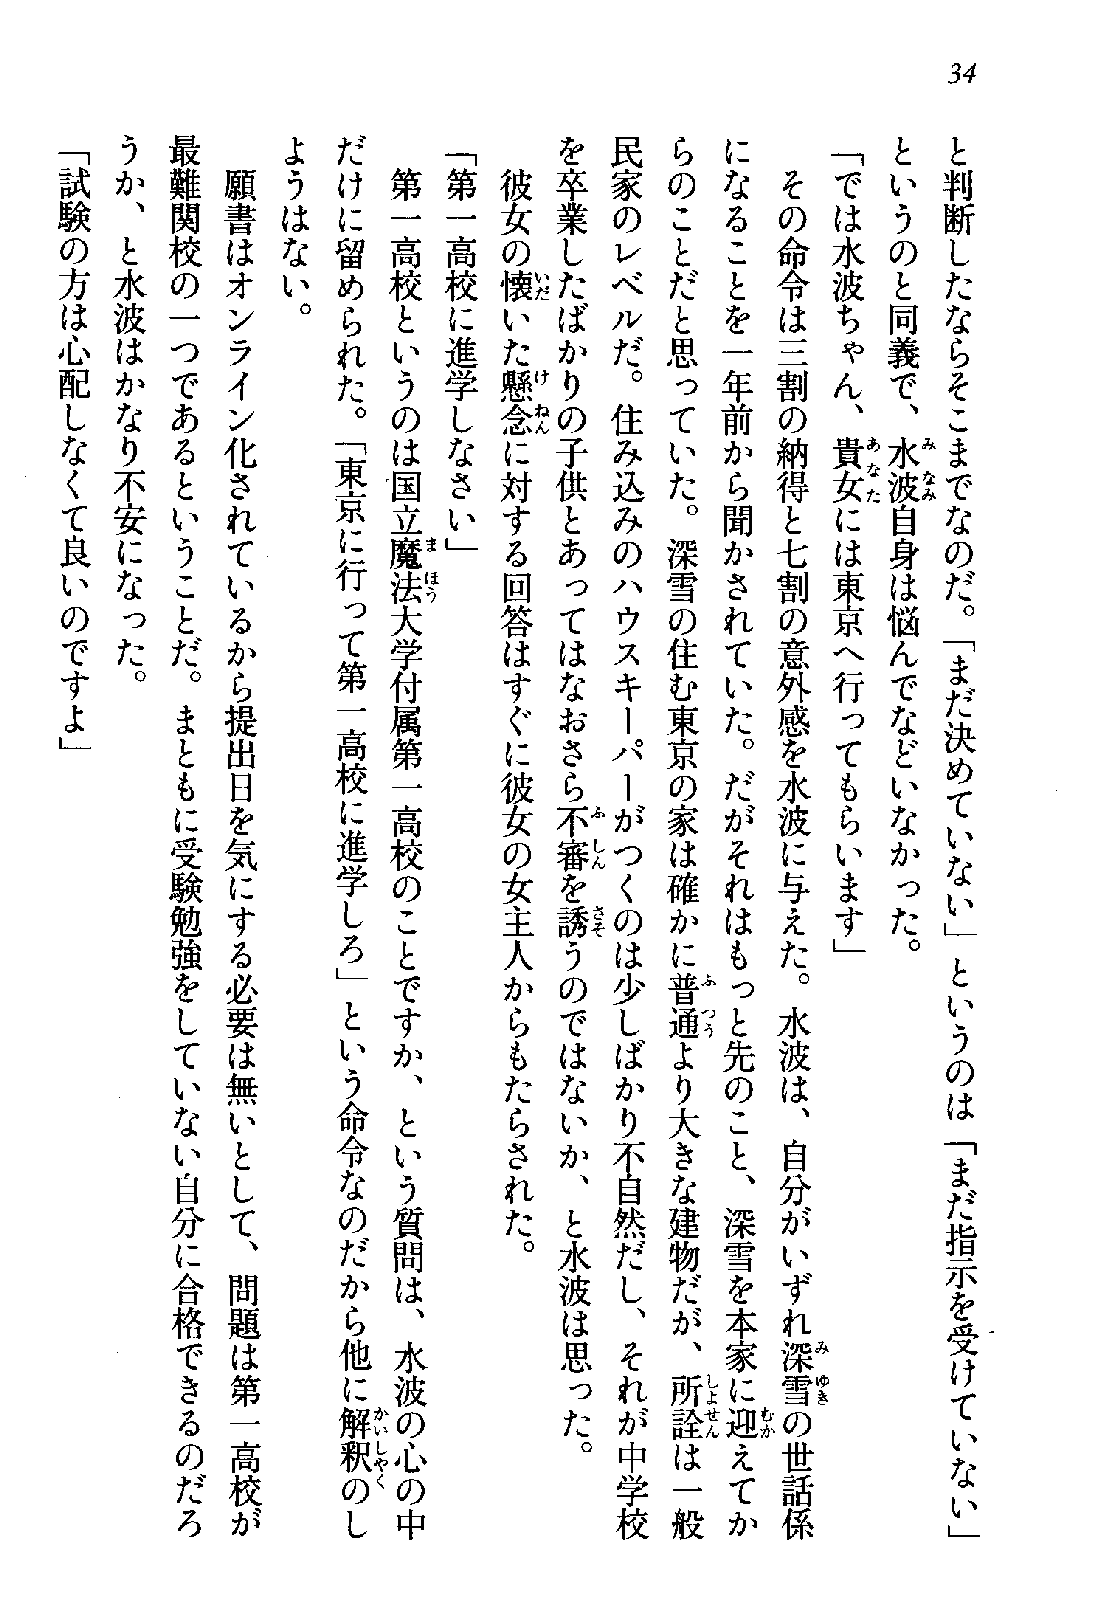 34
と判断したならそこまでなのだ。「まだ決めていない」というのは「まだ指示を受けていない」
というのと同義で、水波自身は悩んでなどいなかった。
「では水波ちゃん、貴女には東京へ行ってもらいます」
その命令は三割の納得と七割の意外感を水波に与えた。水波は、自分がいずれ深雪の世話係
になることを一年前から聞かされていた。だがそれはもっと先のこと、深雪を本家に迎えてか
らのことだと思っていた。深雪の住む東京の家は確かに普通より大きな建物だが、所詮は一般
民家のレベルだ。住み込みのハウスキーパーがつくのは少しばかり不自然だし、それが中学校
を卒業したばかりの子供とあってはなおさら不審を誘うのではないか、と水波は思った。
彼女の懐いた懸念に対する回答はすぐに彼女の女主人からもたらされた。
「第一高校に進学しなさい」
第一高校というのは国立魔法大学付属第一高校のことですか、という質問は、水波の心の中
だけに留められた。「東京に行って第一高校に進学しろ」という命令なのだから他に解釈のし
ようはない。
願書はオンライン化されているから提出日を気にする必要は無いとして、問題は第一高校が
最難関校の一つであるということだ。まともに受験勉強をしていない自分に合格できるのだろ
うか、と水波はかなり不安になった。
「試験の方は心配しなくて良いのですよ」